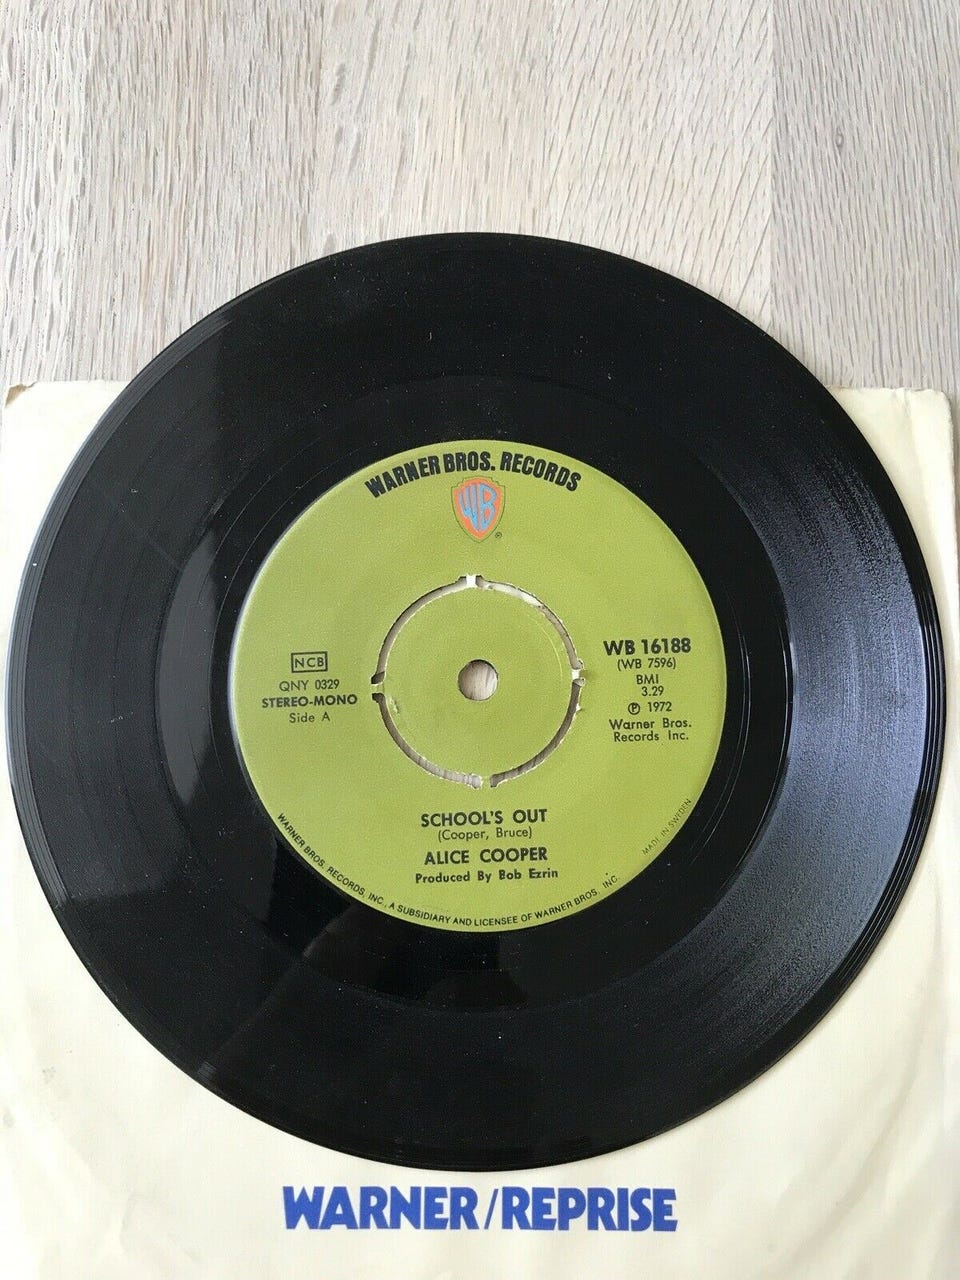 WARNER BROS. RECORDS
WB
®
NCB
QNY 0329
STEREO-MONO
Side A
WB 16188
(WB 7596)
BMI
3.29
Ⓟ 1972
Warner Bros.
Records Inc.
SCHOOL'S OUT
(Cooper, Bruce)
ALICE COOPER
Produced By Bob Ezrin
MADE IN SWEDEN
WARNER BROS. RECORDS, INC., A SUBSIDIARY AND LICENSEE OF WARNER BROS. INC.
WARNER/REPRISE